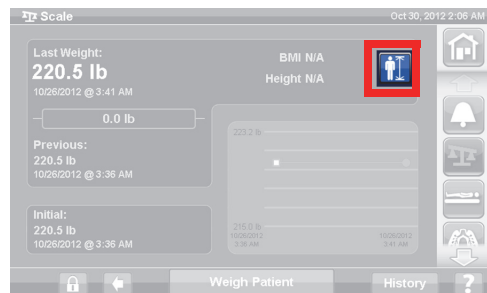 Scale
Oct 30, 2012 2:06 AM
Last Weight:
220.5 lb
10/26/2012 @ 3:41 AM
BMI N/A
Height N/A
0.0 lb
Previous:
220.5 lb
10/26/2012 @ 3:36 AM
223.3 lb
215.0 lb
10/26/2012
3:36 AM
10/26/2012
3:41 AM
Initial:
220.5 lb
10/26/2012 @ 3:36 AM
Weigh Patient
History
?